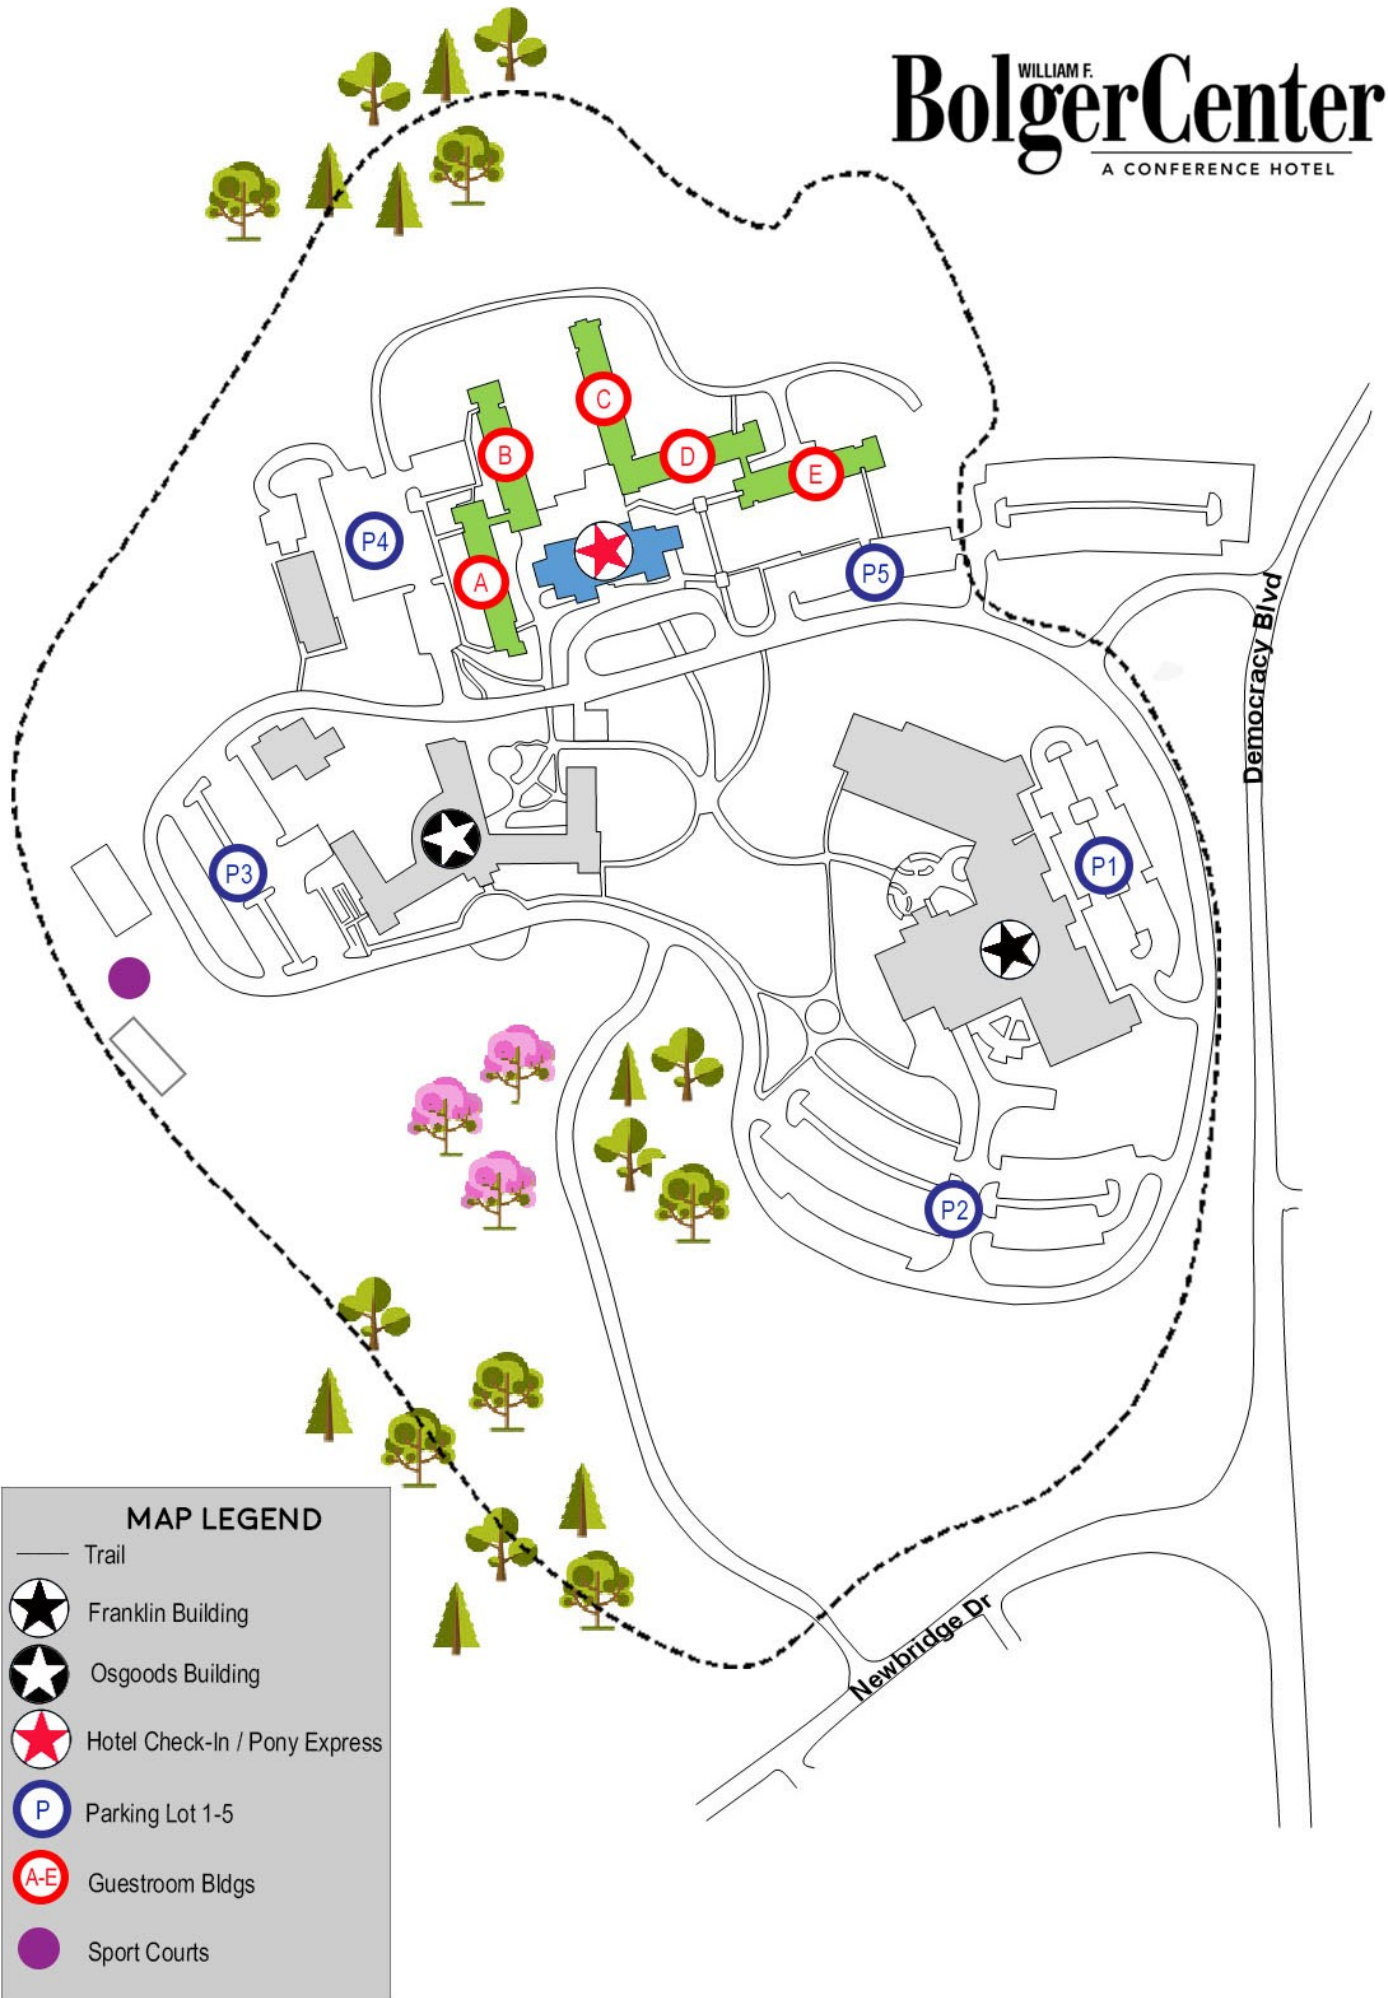 WILLIAM F.
BolgerCenter
A CONFERENCE HOTEL
C
B
D
E
P4
A
P5
Democracy Blvd
P3
P1
P2
Newbridge Dr
MAP LEGEND
Trail
Franklin Building
Osgoods Building
Hotel Check-In / Pony Express
P
Parking Lot 1-5
A-E
Guestroom Bldgs
Sport Courts